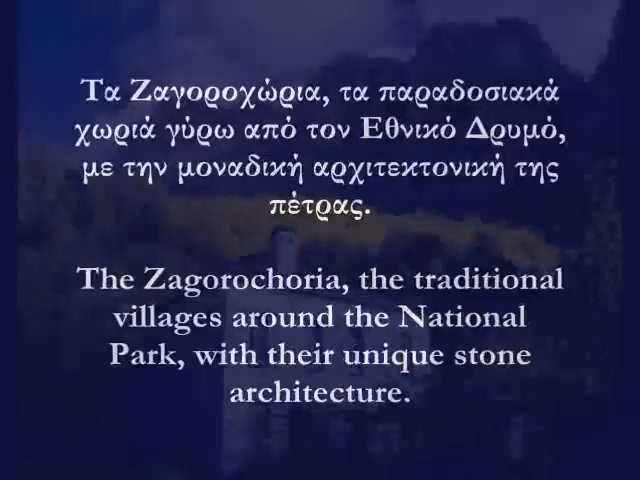 Τα Ζαγοροχώρια, τα παραδοσιακά
χωριά γύρω από τον Εθνικό Δρυμό,
με την μοναδική αρχιτεκτονική της
πέτρας.
The Zagorochoria, the traditional
villages around the National
Park, with their unique stone
architecture.